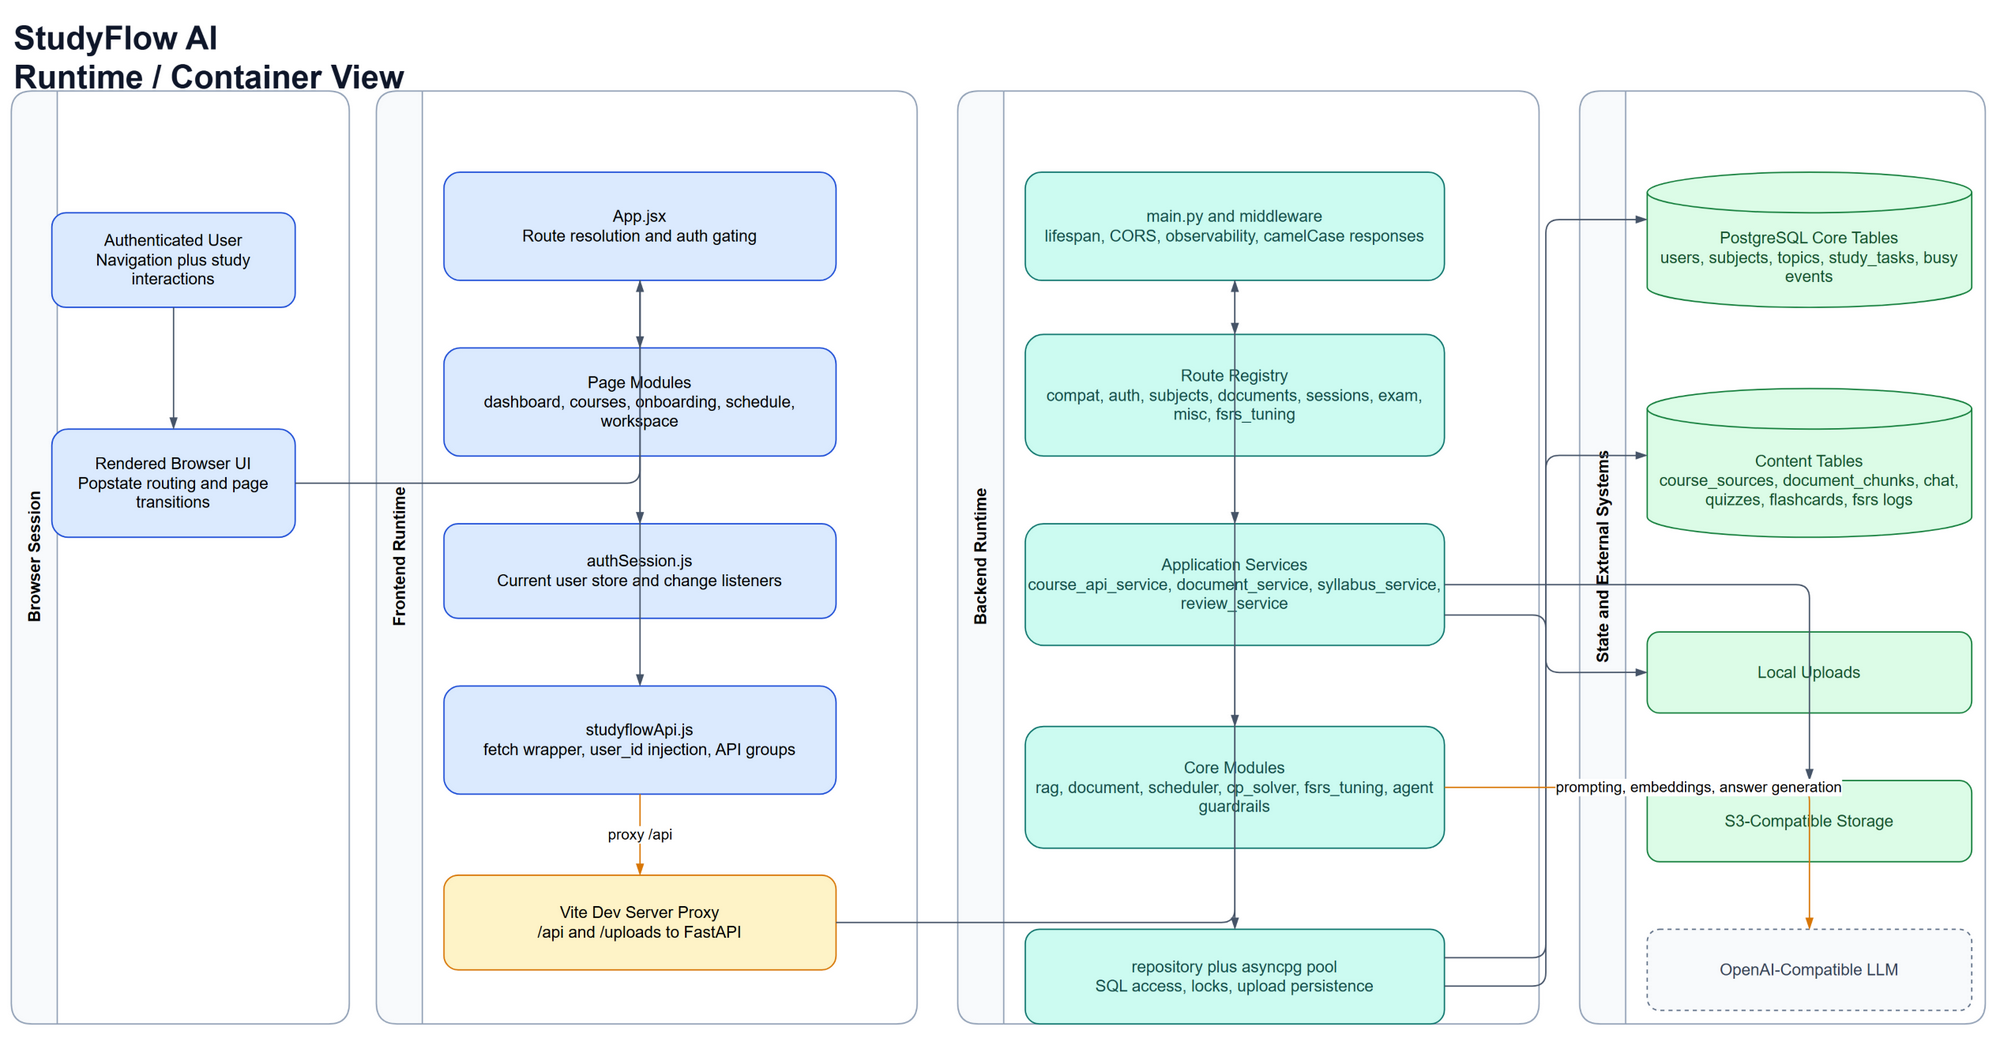 StudyFlow AI
Runtime / Container View
Browser Session
Authenticated User
Navigation plus study
interactions
Rendered Browser UI
Popstate routing and page
transitions
Frontend Runtime
App.jsx
Route resolution and auth gating
Page Modules
dashboard, courses, onboarding, schedule,
workspace
authSession.js
Current user store and change listeners
studyflowApi.js
fetch wrapper, user_id injection, API groups
proxy /api
Vite Dev Server Proxy
/api and /uploads to FastAPI
Backend Runtime
main.py and middleware
lifespan, CORS, observability, camelCase responses
Route Registry
compat, auth, subjects, documents, sessions, exam,
misc, fsrs_tuning
Application Services
course_api_service, document_service, syllabus_service,
review_service
Core Modules
rag, document, scheduler, cp_solver, fsrs_tuning, agent
guardrails
repository plus asyncpg pool
SQL access, locks, upload persistence
State and External Systems
PostgreSQL Core Tables
users, subjects, topics, study_tasks, busy
events
Content Tables
course_sources, document_chunks, chat,
quizzes, flashcards, fsrs logs
Local Uploads
prompting, embeddings, answer generation
S3-Compatible Storage
OpenAI-Compatible LLM